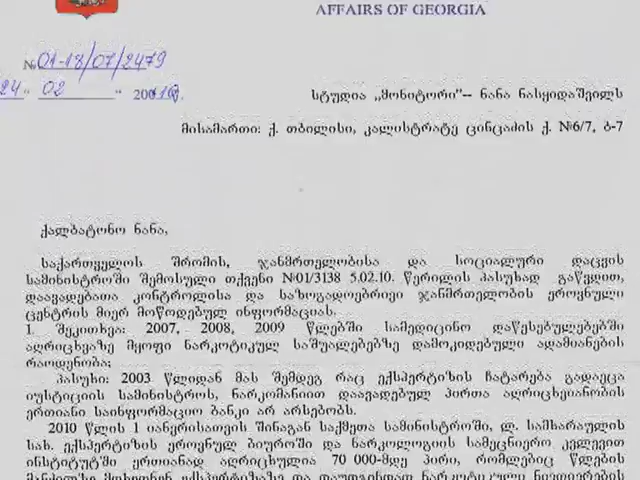 AFFAIRS OF GEORGIA
№ 01-18/07/2479
24 " 02 " 200
სტუდია „მონიტორი"-- ნანა ნასყიდაშვილს
მისამართი: ქ. თბილისი, კალისტრატე ცინცაძის ქ. №6/7, ბ-7
ქალბატონო ნანა,
საქართველოს შრომის, ჯანმრთელობისა და სოციალური დაცვის
სამინისტროში შემოსული თქვენი №01/3138 5.02.10. წერილის პასუხად გაწვდით,
დაავადებათა კონტროლისა და საზოგადოებრივი ჯანმრთელობის ეროვნული
ცენტრის მიერ მოწოდებულ ინფორმაციას.
1. შეკითხვა: 2007, 2008, 2009 წლებში სამედიცინო დაწესებულებებში
აღრიცხვაზე მყოფი ნარკოტიკულ საშუალებებზე დამოკიდებული ადამიანების
რაოდენობა;
პასუხი: 2003 წლიდან მას შემდეგ რაც ექსპერტიზის ჩატარება გადაეცა
იუსტიციის სამინისტროს, ნარკომანიით დაავადებულ პირთა აღრიცხვიანობის
ერთიანი საინფორმაციო ბანკი არ არსებობს.
2010 წლის 1 იანვრისათვის შინაგან საქმეთა სამინისტროში, ლ. სამხარაულის
სახ. ექსპერტიზის ეროვნულ ბიუროში და ნარკოლოგიის სამეცნიერო კვლევით
ინსტიტუტში ერთიანად აღრიცხულია 70 000-მდე პირი, რომლებიც წლების